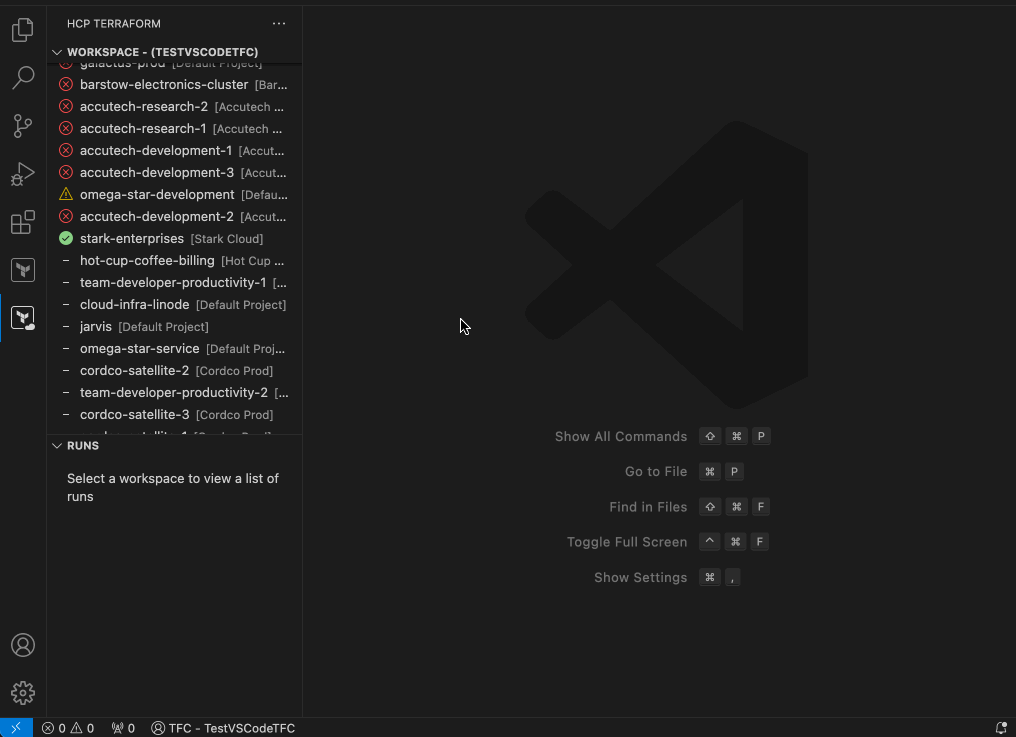 HCP TERRAFORM
WORKSPACE - (TESTVSCODETFC)
galactus-prod [Default Project]
barstow-electronics-cluster [Bar...
accutech-research-2 [Accutech ...
accutech-research-1 [Accutech ...
accutech-development-1 [Accut...
accutech-development-3 [Accut...
omega-star-development [Defau...
accutech-development-2 [Accut...
stark-enterprises [Stark Cloud]
hot-cup-coffee-billing [Hot Cup ...
team-developer-productivity-1 [...
cloud-infra-linode [Default Project]
jarvis [Default Project]
omega-star-service [Default Proj...
cordco-satellite-2 [Cordco Prod]
team-developer-productivity-2 [...
cordco-satellite-3 [Cordco Prod]
RUNS
Select a workspace to view a list of
runs
Show All Commands ⇧ ⌘ P
Go to File ⌘ P
Find in Files ⇧ ⌘ F
Toggle Full Screen ^ ⌘ F
Show Settings ⌘ ,
0 0 0 TFC - TestVSCodeTFC